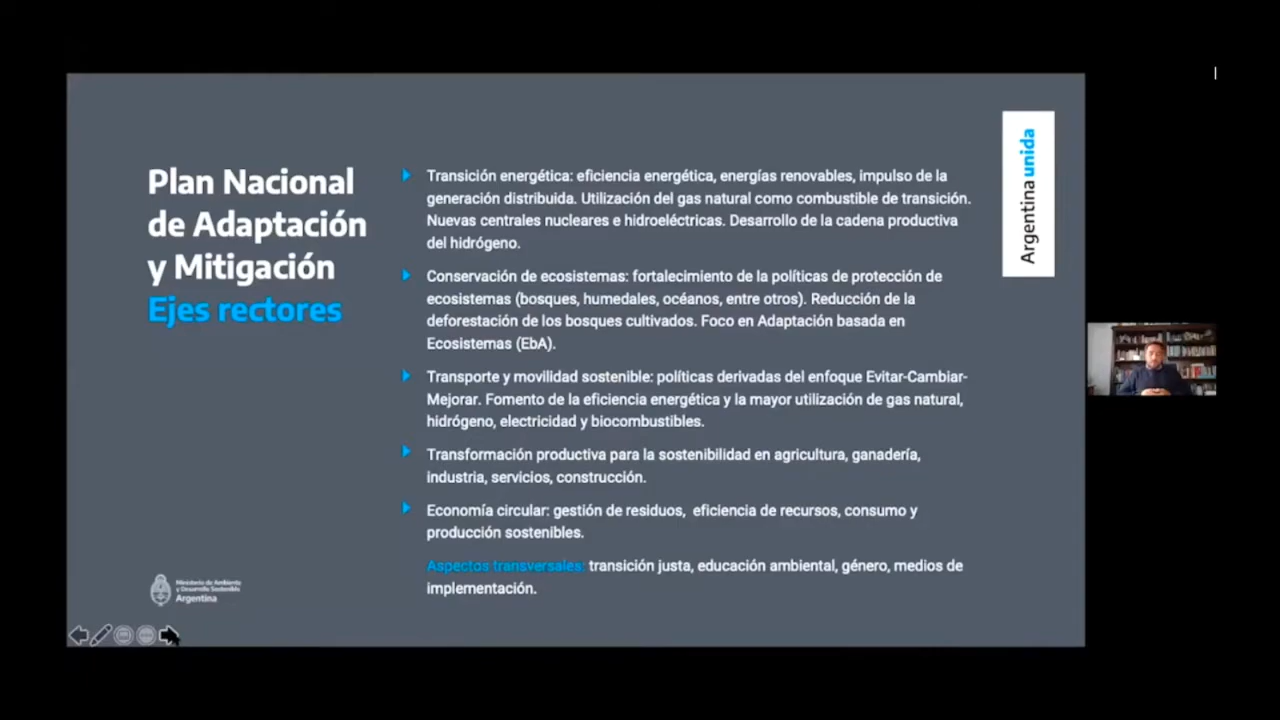 Plan Nacional
de Adaptación
y Mitigación
Ejes rectores
Transición energética: eficiencia energética, energías renovables, impulso de la
generación distribuida. Utilización del gas natural como combustible de transición.
Nuevas centrales nucleares e hidroeléctricas. Desarrollo de la cadena productiva
del hidrógeno.
Conservación de ecosistemas: fortalecimiento de la políticas de protección de
ecosistemas (bosques, humedales, océanos, entre otros). Reducción de la
deforestación de los bosques cultivados. Foco en Adaptación basada en
Ecosistemas (EbA).
Transporte y movilidad sostenible: políticas derivadas del enfoque Evitar-Cambiar-
Mejorar. Fomento de la eficiencia energética y la mayor utilización de gas natural,
hidrógeno, electricidad y biocombustibles.
Transformación productiva para la sostenibilidad en agricultura, ganadería,
industria, servicios, construcción.
Economía circular: gestión de residuos, eficiencia de recursos, consumo y
producción sostenibles.
Aspectos transversales: transición justa, educación ambiental, género, medios de
implementación.
Argentina unida
Ministerio de Ambiente
y Desarrollo Sostenible
Argentina